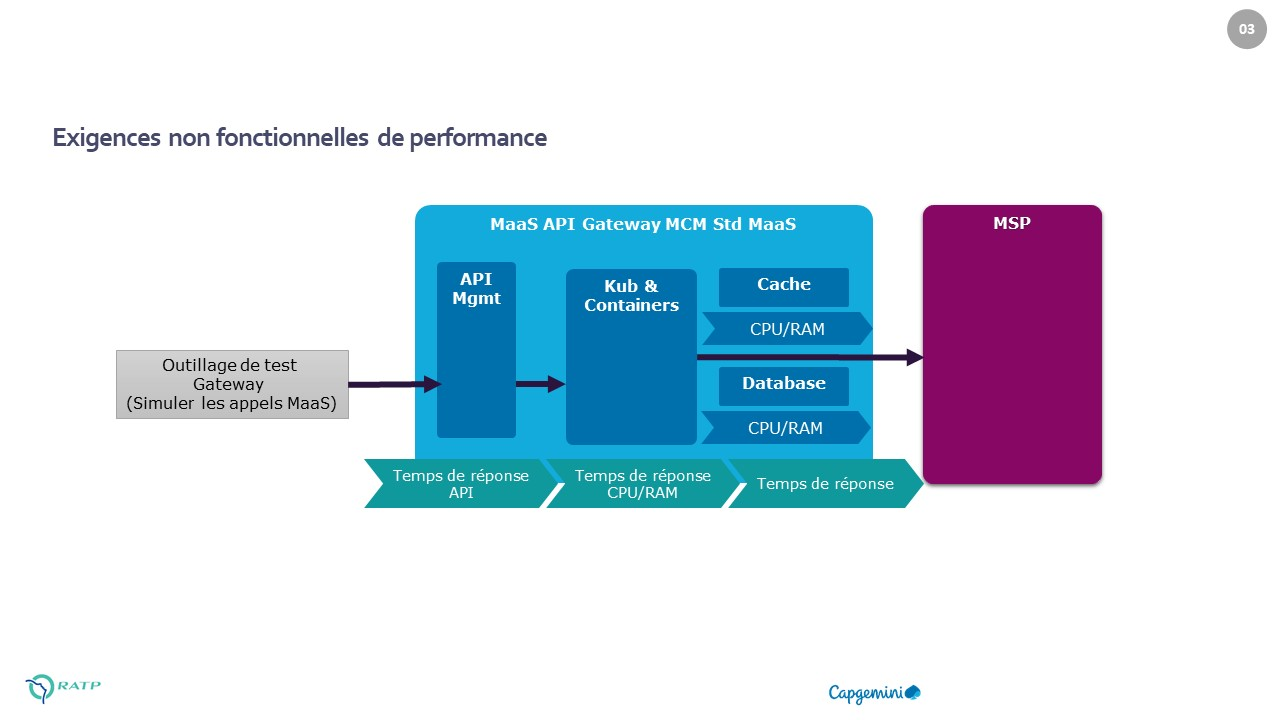 03
Exigences non fonctionnelles de performance
MaaS API Gateway MCM Std MaaS
MSP
API
Mgmt
Kub &
Containers
Cache
CPU/RAM
Outillage de test
Gateway
(Simuler les appels MaaS)
Database
CPU/RAM
Temps de réponse
API
Temps de réponse
CPU/RAM
Temps de réponse
RATP
Capgemini